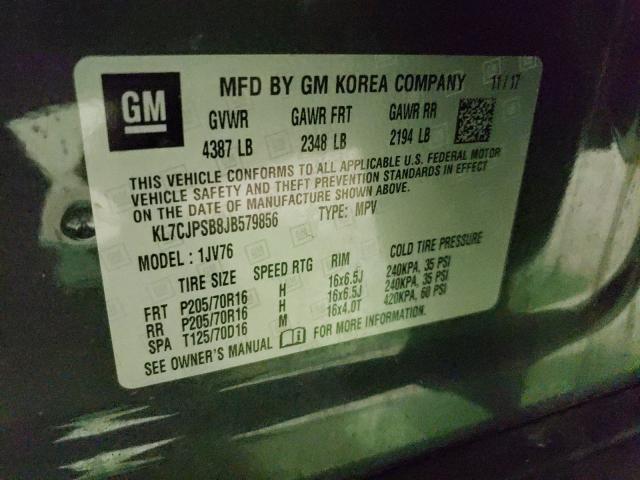 GM
MFD BY GM KOREA COMPANY 11/17
GVWR GAWR FRT GAWR RR
4387 LB 2348 LB 2194 LB
THIS VEHICLE CONFORMS TO ALL APPLICABLE U.S. FEDERAL MOTOR
VEHICLE SAFETY AND THEFT PREVENTION STANDARDS IN EFFECT
ON THE DATE OF MANUFACTURE SHOWN ABOVE.
KL7CJPSB8JB579856 TYPE: MPV
MODEL : 1JV76
TIRE SIZE SPEED RTG RIM COLD TIRE PRESSURE
FRT P205/70R16 H 16x6.5J 240KPA, 35 PSI
RR P205/70R16 H 16x6.5J 240KPA, 35 PSI
SPA T125/70D16 M 16x4.0T 420KPA, 60 PSI
SEE OWNER'S MANUAL FOR MORE INFORMATION.